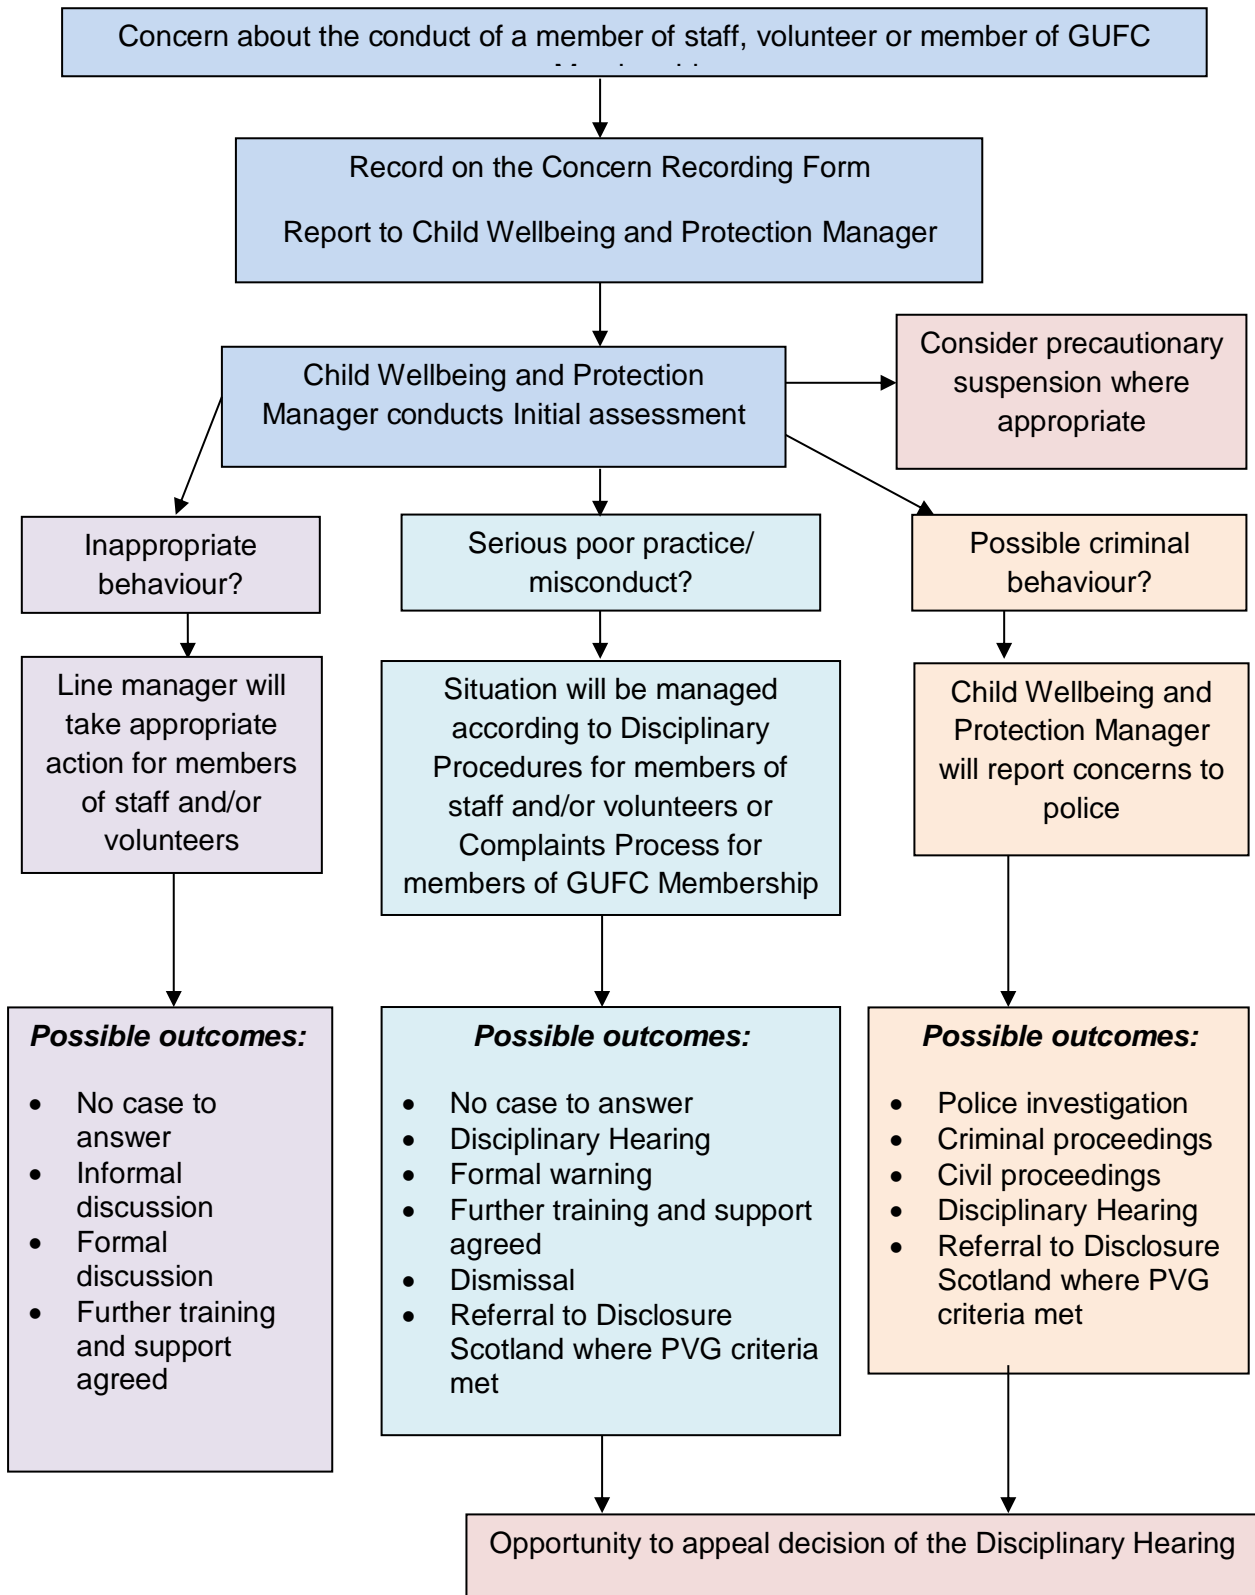 Concern about the conduct of a member of staff, volunteer or member of GUFC
Record on the Concern Recording Form
Report to Child Wellbeing and Protection Manager
Consider precautionary
suspension where
appropriate
Child Wellbeing and Protection
Manager conducts Initial assessment
Inappropriate
behaviour?
Serious poor practice/
misconduct?
Possible criminal
behaviour?
Line manager will
take appropriate
action for members
of staff and/or
volunteers
Situation will be managed
according to Disciplinary
Procedures for members of
staff and/or volunteers or
Complaints Process for
members of GUFC Membership
Child Wellbeing and
Protection Manager
will report concerns to
police
Possible outcomes:
• No case to
answer
• Informal
discussion
• Formal
discussion
• Further training
and support
agreed
Possible outcomes:
• No case to answer
• Disciplinary Hearing
• Formal warning
• Further training and support
agreed
• Dismissal
• Referral to Disclosure
Scotland where PVG criteria
met
Possible outcomes:
• Police investigation
• Criminal proceedings
• Civil proceedings
• Disciplinary Hearing
• Referral to Disclosure
Scotland where PVG
criteria met
Opportunity to appeal decision of the Disciplinary Hearing